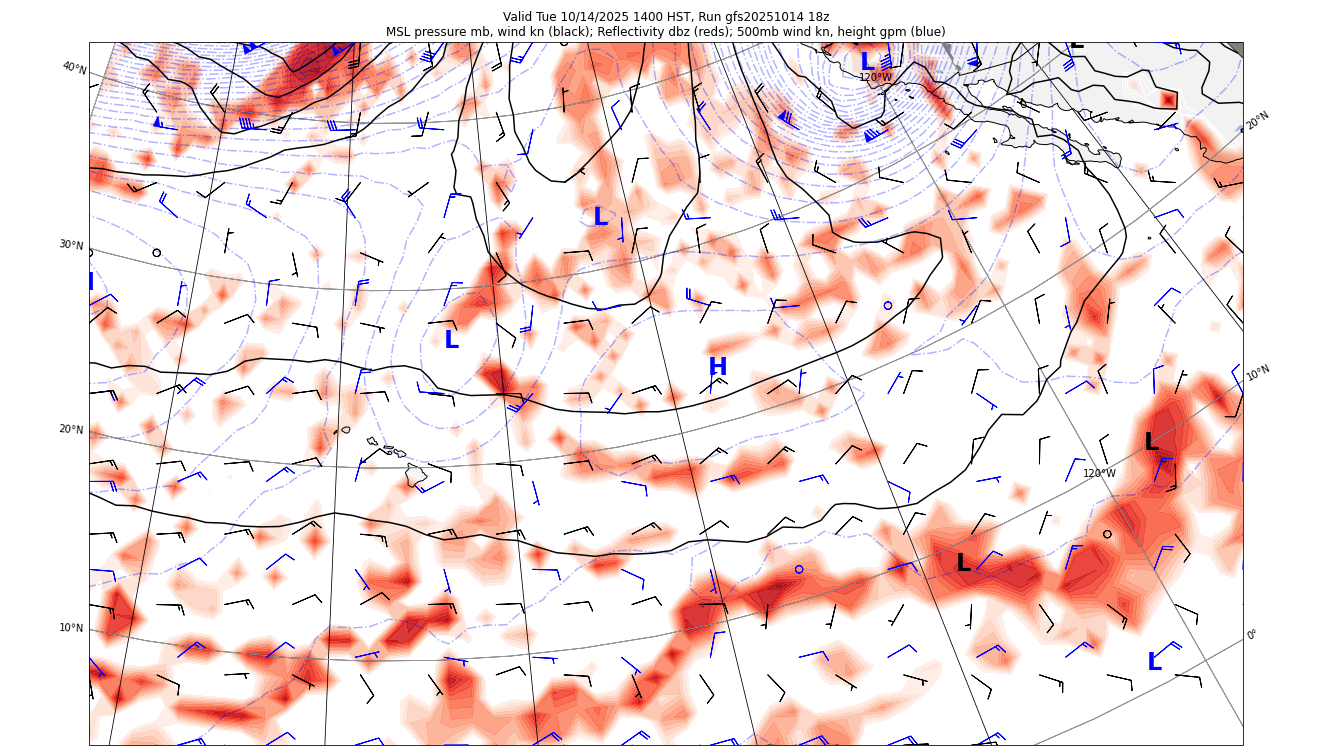 Valid Tue 10/14/2025 1400 HST, Run gfs20251014 18z
MSL pressure mb, wind kn (black); Reflectivity dbz (reds); 500mb wind kn, height gpm (blue)
40°N
L
120°W
20°N
30°N
L
L
H
10°N
20°N
L
120°W
L
10°N
0°
L